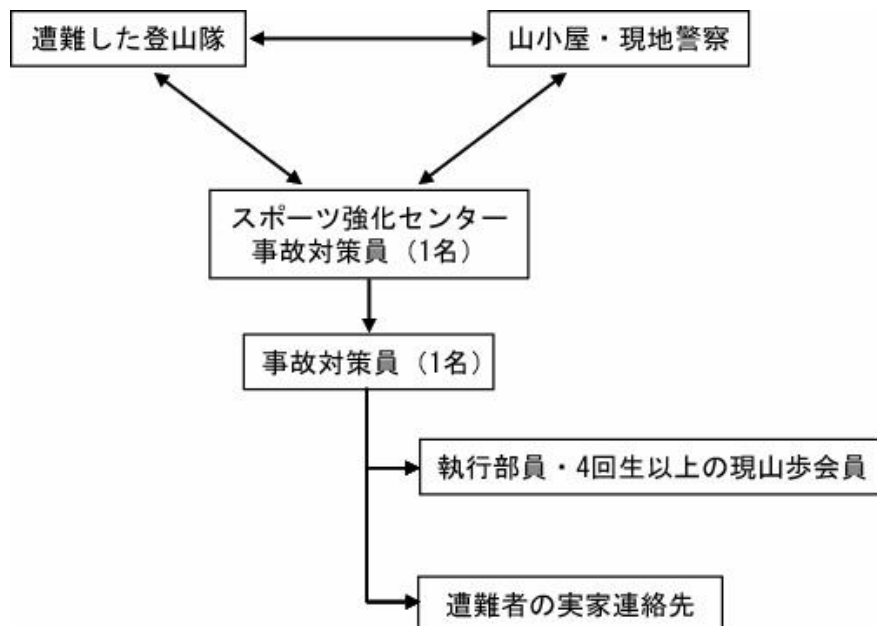 遭難した登山隊
山小屋・現地警察
スポーツ強化センター
事故対策員（1名）
事故対策員（1名）
執行部員・4回生以上の現山歩会員
遭難者の実家連絡先